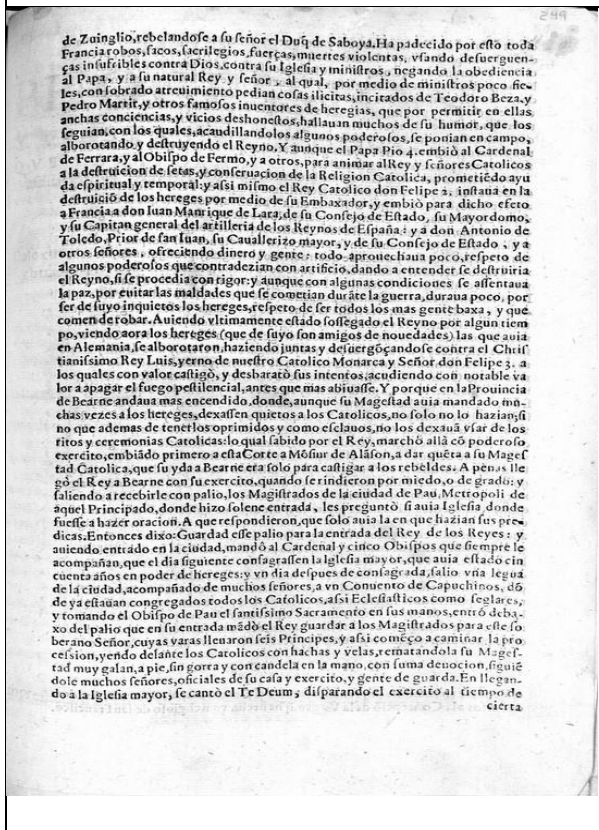 249
de Zuinglio, rebelandose a su señor el Duq̃ de Saboya. Ha padecido por esto toda
Francia robos, sacos, sacrilegios, fuerças, muertes violentas, vsando desuerguen-
ças insufribles contra Dios, contra su Iglesia y ministros, negando la obediencia
al Papa, y a su natural Rey y señor, al qual, por medio de ministros poco fie-
les, con sobrado atreuimiento pedian cosas ilicitas, incitados de Teodoro Beza, y
Pedro Martir, y otros famosos inuentores de heregias, que por permitir en ellas
anchas conciencias, y vicios deshonestos, hallauan muchos de su humor, que los
seguian, con los quales, acaudillandolos algunos poderosos, se ponian en campo,
alborotando y destruyendo el Reyno. Y aunque el Papa Pio 4. embiò al Cardenal
de Ferrara, y al Obispo de Fermo, y a otros, para animar al Rey y señores Catolicos
a la destruicion de setas, y conseruacion de la Religion Catolica, prometiẽdo ayu
da espiritual y temporal: y assi mismo el Rey Catolico don Felipe 2. instaua en la
destruiciõ de los hereges por medio de su Embaxador, y embiò para dicho efeto
a Francia a don Iuan Manrique de Lara, de su Consejo de Estado, su Mayordomo,
y su Capitan general del artilleria de los Reynos de España: y a don Antonio de
Toledo, Prior de san Iuan, su Cauallerizo mayor, y de su Consejo de Estado, y a
otros señores, ofreciendo dinero y gente: todo aprouechaua poco, respeto de
algunos poderosos que contradezian con artificio, dando a entender se destruiria
el Reyno, si se procedia con rigor: y aunque con algunas condiciones se assentaua
la paz, por euitar las maldades que se cometian durãte la guerra, duraua poco, por
ser de suyo inquietos los hereges, respeto de ser todos los mas gente baxa, y que
comen de robar. Auiendo vltimamente estado sossegado el Reyno por algun tiem
po, viendo aora los hereges (que de suyo son amigos de nouedades) las que auia
en Alemania, se alborotaron, haziendo juntas y desuergõçandose contra el Chris
tianissimo Rey Luis, yerno de nuestro Catolico Monarca y Señor don Felipe 3. a
los quales con valor castigò, y desbaratò sus intentos, acudiendo con notable va
lor a apagar el fuego pestilencial, antes que mas abiuasse. Y porque en la Prouincia
de Bearne andaua mas encendido, donde, aunque su Magestad auia mandado mu-
chas vezes a los hereges, dexassen quietos a los Catolicos, no solo no lo hazian; si
no que ademas de tenerlos oprimidos y como esclauos, no los dexauã vsar de los
ritos y ceremonias Catolicas: lo qual sabido por el Rey, marchò allà cõ poderoso
exercito, embiãdo primero a esta Corte a Mõsiur de Alãson, a dar quẽta a su Mages
tad Catolica, que su yda a Bearne era solo para castigar a los rebeldes. A penas lle
gò el Rey a Bearne con su exercito, quando se rindieron por miedo, o de grado: y
saliendo a recebirle con palio, los Magistrados de la ciudad de Pau, Metropoli de
aquel Principado, donde hizo solene entrada, les preguntò si auia Iglesia, donde
fuesse a hazer oracion. A que respondieron, que solo auia la en que hazian sus pre-
dicas. Entonces dixo: Guardad esse palio para la entrada del Rey de los Reyes: y
auiendo entrado en la ciudad, mandò al Cardenal y cinco Obispos que siempre le
acompañan, que el dia siguiente consagrassen la Iglesia mayor, que auia estado cin
cuenta años en poder de hereges: y vn dia despues de consagrada, salio vna legua
de la ciudad, acompañado de muchos señores, a vn Conuento de Capuchinos, dõ
de ya estauan congregados todos los Catolicos, assi Eclesiasticos como seglares,
y tomando el Obispo de Pau el santissimo Sacramento en sus manos, entrò deba-
xo del palio que en su entrada mãdò el Rey guardar a los Magistrados para este so
berano Señor, cuyas varas lleuaron seis Principes, y assi começo a caminar la pro
cession, yendo delante los Catolicos con hachas y velas, rematandola su Mages-
tad muy galan, a pie, sin gorra y con candela en la mano, con suma deuocion, siguiẽ
dole muchos señores, oficiales de su casa y exercito, y gente de guarda. En llegan-
do a la Iglesia mayor, se cantò el Te Deum, disparando el exercito al tiempo de
cierta